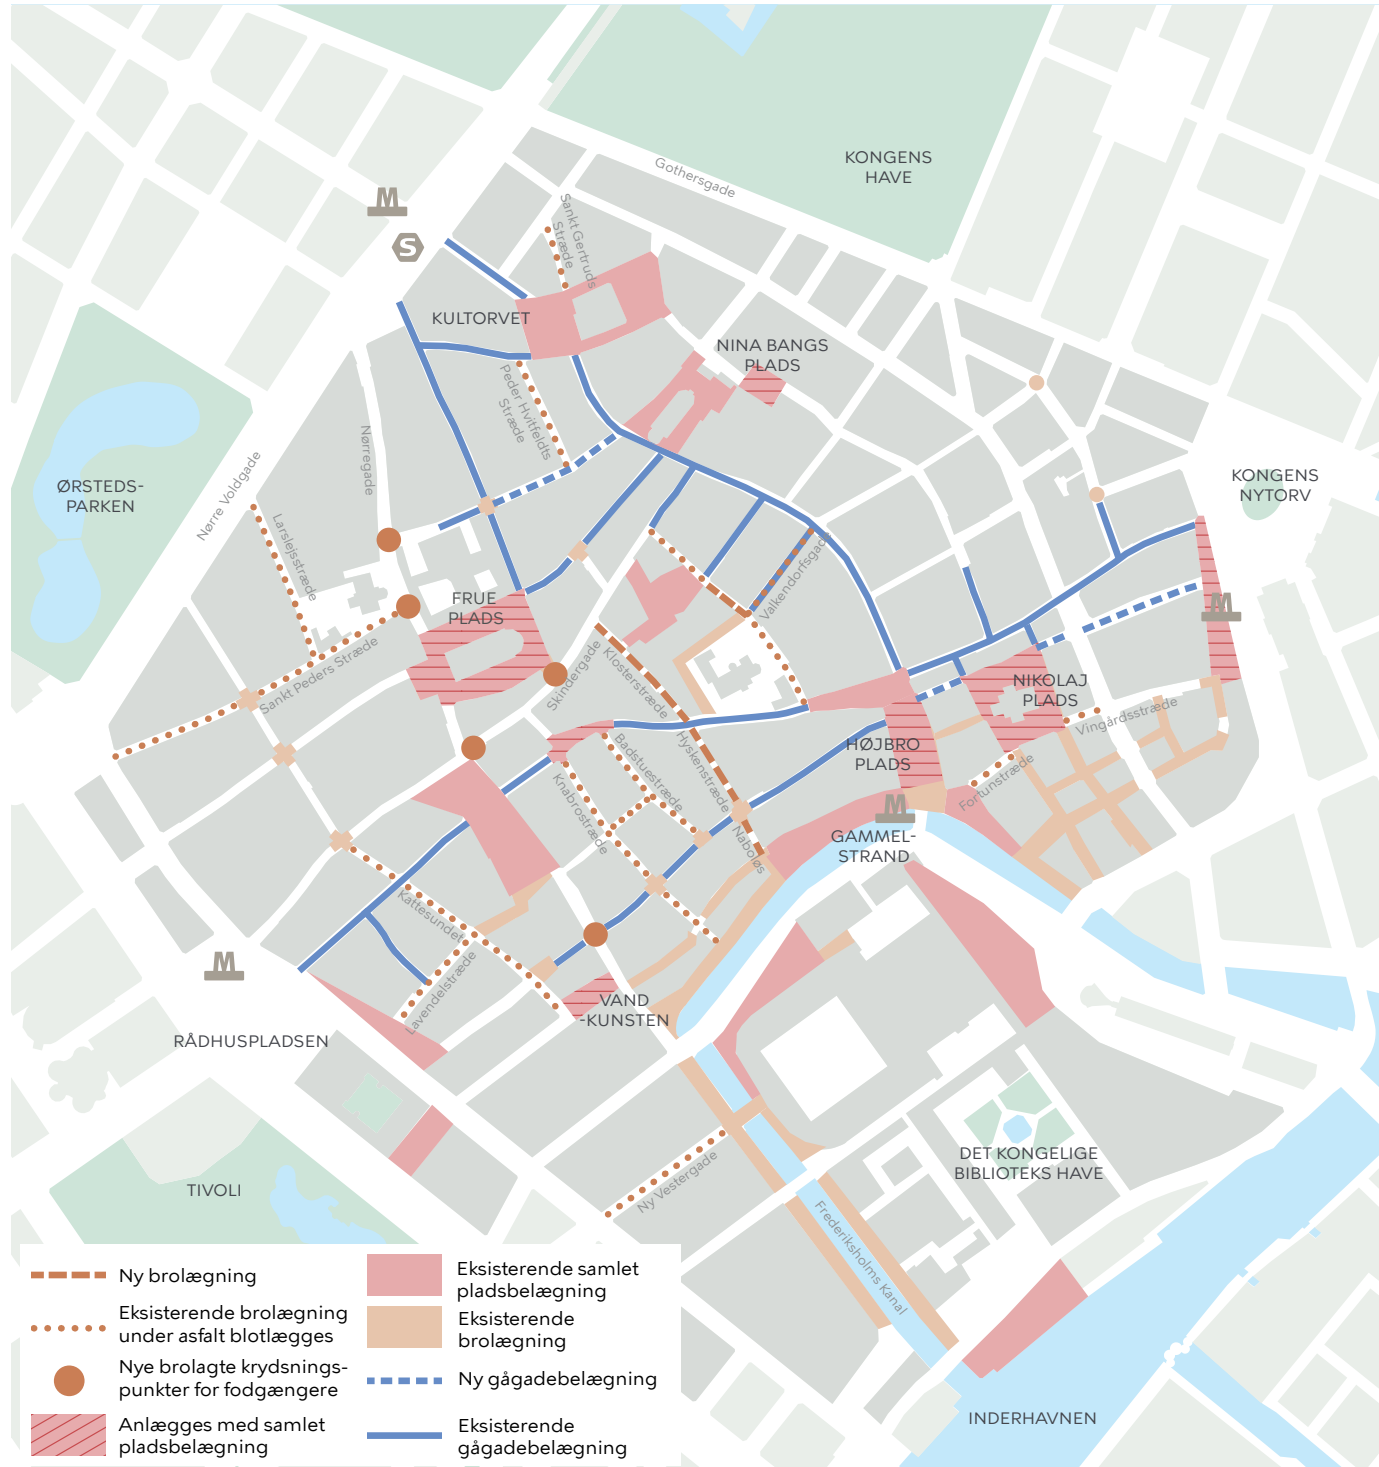 KONGENS
HAVE
Gothersgade
M
S
Sankt Gertruds
Stræde
KULTORVET
NINA BANGS
PLADS
Peder Hvitfeldts
Stræde
Nørregade
Nørre Voldgade
ØRSTEDS-
PARKEN
KONGENS
NYTORV
Larslejsstræde
FRUE
PLADS
Valkendorfsgade
M
Sankt Peders Stræde
Skindergade
Klosterstræde
NIKOLAJ
PLADS
Vingårdsstræde
Hyskenstræde
Badstuestræde
HØJBRO
PLADS
Knabrostræde
Fortunstræde
M
Naboløs
GAMMEL-
STRAND
Kattesundet
M
Lavendelstræde
VAND
-KUNSTEN
RÅDHUSPLADSEN
DET KONGELIGE
BIBLIOTEKS HAVE
TIVOLI
Ny Vestergade
Frederiksholms Kanal
INDERHAVNEN
Ny brolægning
Eksisterende brolægning
under asfalt blotlægges
Nye brolagte krydsnings-
punkter for fodgængere
Anlægges med samlet
pladsbelægning
Eksisterende samlet
pladsbelægning
Eksisterende
brolægning
Ny gågadebelægning
Eksisterende
gågadebelægning